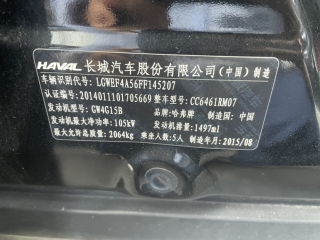 HAVAL 长城汽车股份有限公司（中国）制造
车辆识别代号: LGWEF4A56FF145207
认证编号: 2014011101705669 整车型号: CC6461RM07
发动机型号: GW4G15B 品牌: 哈弗牌 制造国: 中国
发动机最大净功率: 105kW 发动机排量: 1497ml
最大允许总质量: 2064kg 乘坐人数: 5人 制造年月: 2015/08